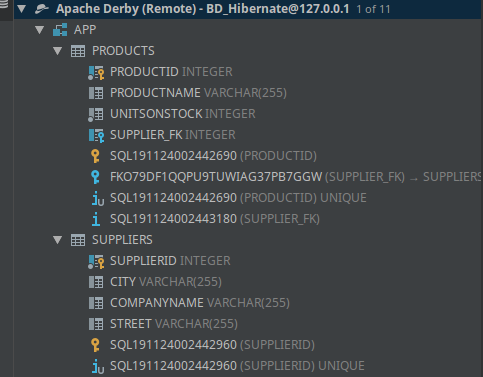 Apache Derby (Remote) - BD_Hibernate@127.0.0.1 1 of 11
APP
PRODUCTS
PRODUCTID INTEGER
PRODUCTNAME VARCHAR(255)
UNITSONSTOCK INTEGER
SUPPLIER_FK INTEGER
SQL191124002442690 (PRODUCTID)
FKO79DF1QQPU9TUWIAG37PB7GGW (SUPPLIER_FK) → SUPPLIERS
SQL191124002442690 (PRODUCTID) UNIQUE
SQL191124002443180 (SUPPLIER_FK)
SUPPLIERS
SUPPLIERID INTEGER
CITY VARCHAR(255)
COMPANYNAME VARCHAR(255)
STREET VARCHAR(255)
SQL191124002442960 (SUPPLIERID)
SQL191124002442960 (SUPPLIERID) UNIQUE